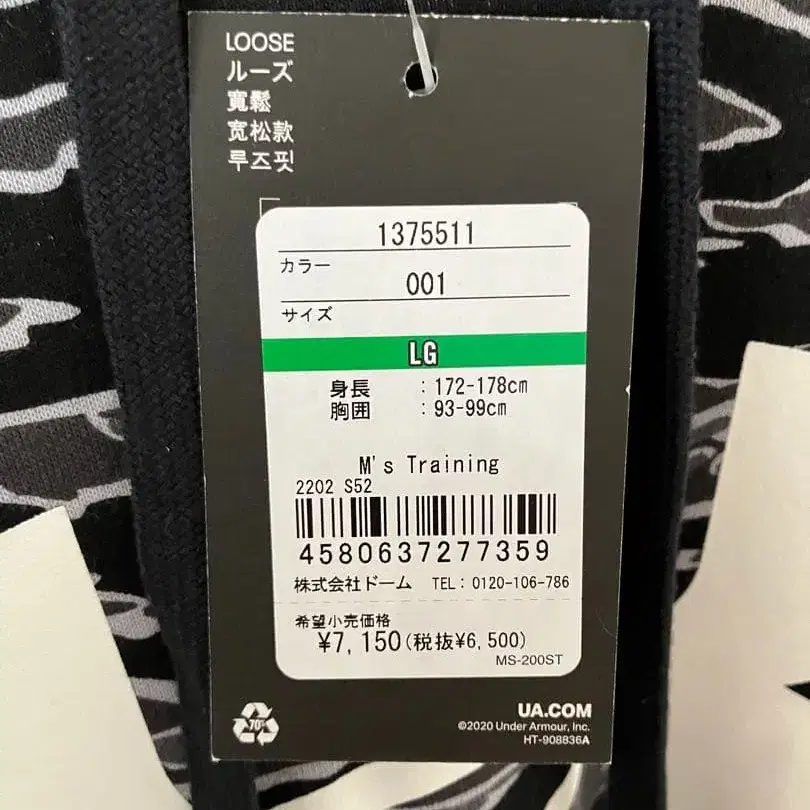 LOOSE
ルーズ
寬鬆
宽松款
루즈핏
1375511
カラー
001
サイズ
LG
身長 : 172-178cm
胸囲 : 93-99cm
M's Training
2202 S52
4580637277359
株式会社ドーム TEL: 0120-106-786
希望小売価格
¥7,150(税抜¥6,500)
MS-200ST
70%
UA.COM
©2020 Under Armour, Inc.
HT-908836A